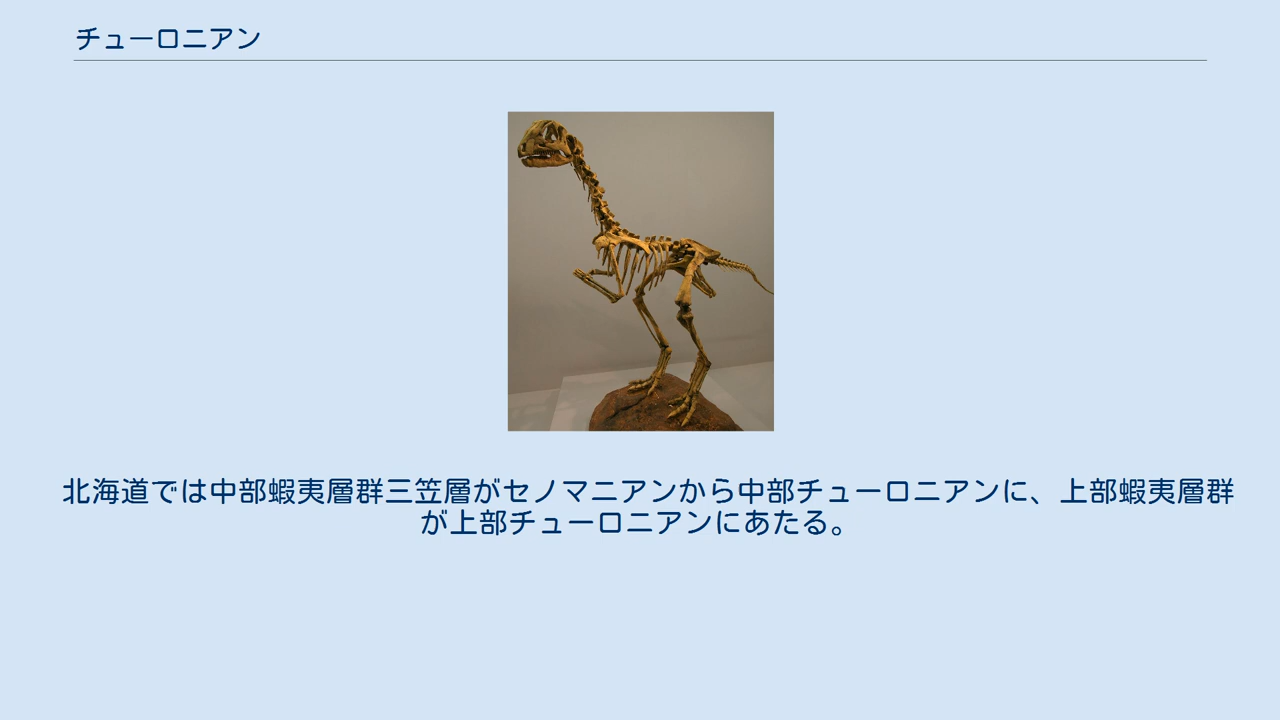 チューロニアン
北海道では中部蝦夷層群三笠層がセノマニアンから中部チューロニアンに、上部蝦夷層群
が上部チューロニアンにあたる。